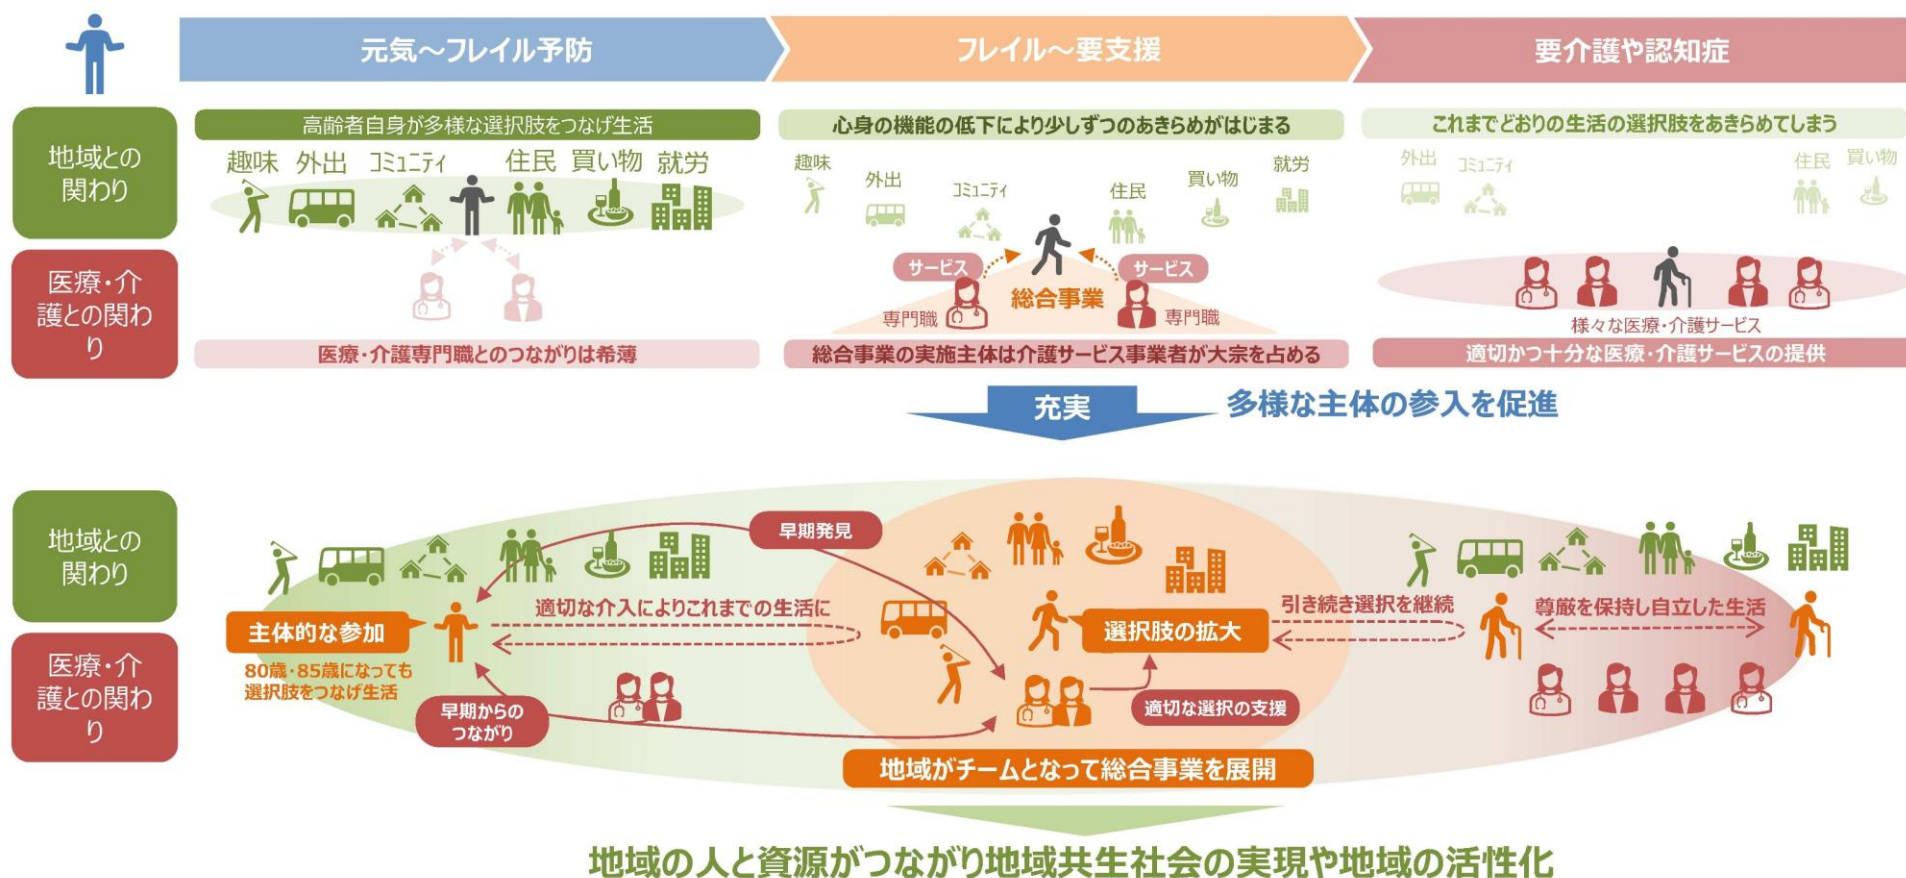 元気～フレイル予防
フレイル～要支援
要介護や認知症
地域との
関わり
高齢者自身が多様な選択肢をつなげ生活
趣味 外出 コミュニティ 住民 買い物 就労
心身の機能の低下により少しずつのあきらめがはじまる
趣味
外出
コミュニティ
住民
買い物
就労
これまでどおりの生活の選択肢をあきらめてしまう
外出
コミュニティ
住民
買い物
医療・介
護との関わ
り
医療・介護専門職とのつながりは希薄
サービス
サービス
総合事業
専門職
専門職
総合事業の実施主体は介護サービス事業者が大宗を占める
様々な医療・介護サービス
適切かつ十分な医療・介護サービスの提供
充実
多様な主体の参入を促進
地域との
関わり
医療・介
護との関わ
り
早期発見
主体的な参加
80歳・85歳になっても
選択肢をつなげ生活
適切な介入によりこれまでの生活に
早期からの
つながり
選択肢の拡大
適切な選択の支援
引き続き選択を継続
尊厳を保持し自立した生活
地域がチームとなって総合事業を展開
地域の人と資源がつながり地域共生社会の実現や地域の活性化